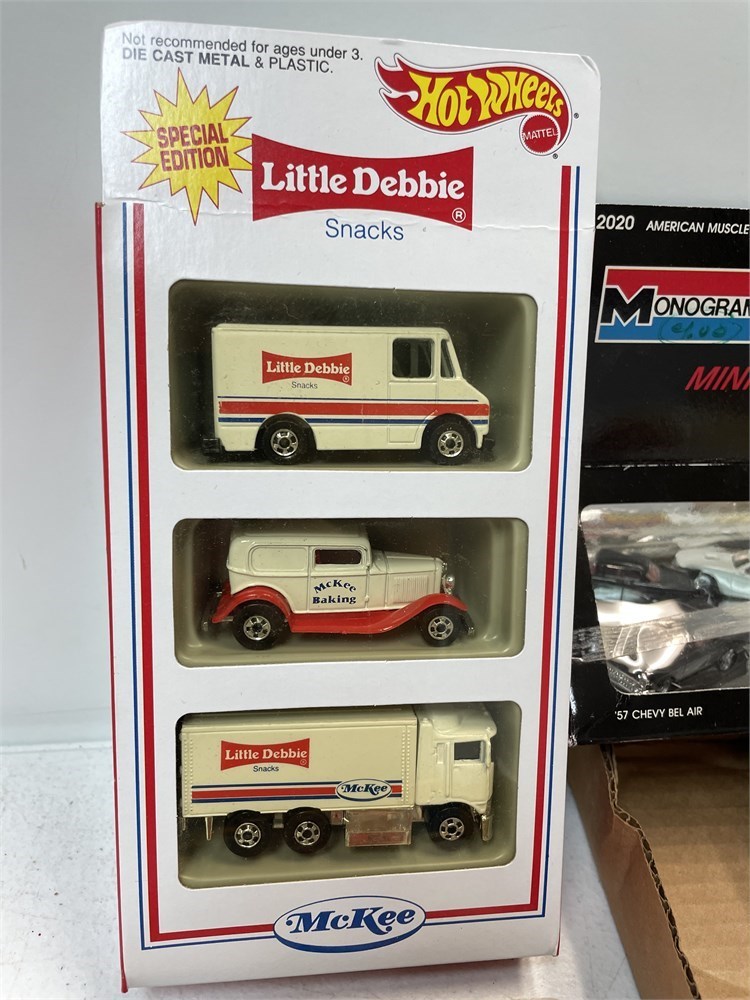 Not recommended for ages under 3.
DIE CAST METAL & PLASTIC.
HOT WHEELS®
MATTEL®
SPECIAL
EDITION
Little Debbie®
Snacks
Little Debbie®
Snacks
McKee
Baking
Little Debbie®
Snacks
McKee
McKee
2020 AMERICAN MUSCLE
MONOGRAM
MINI
'57 CHEVY BEL AIR